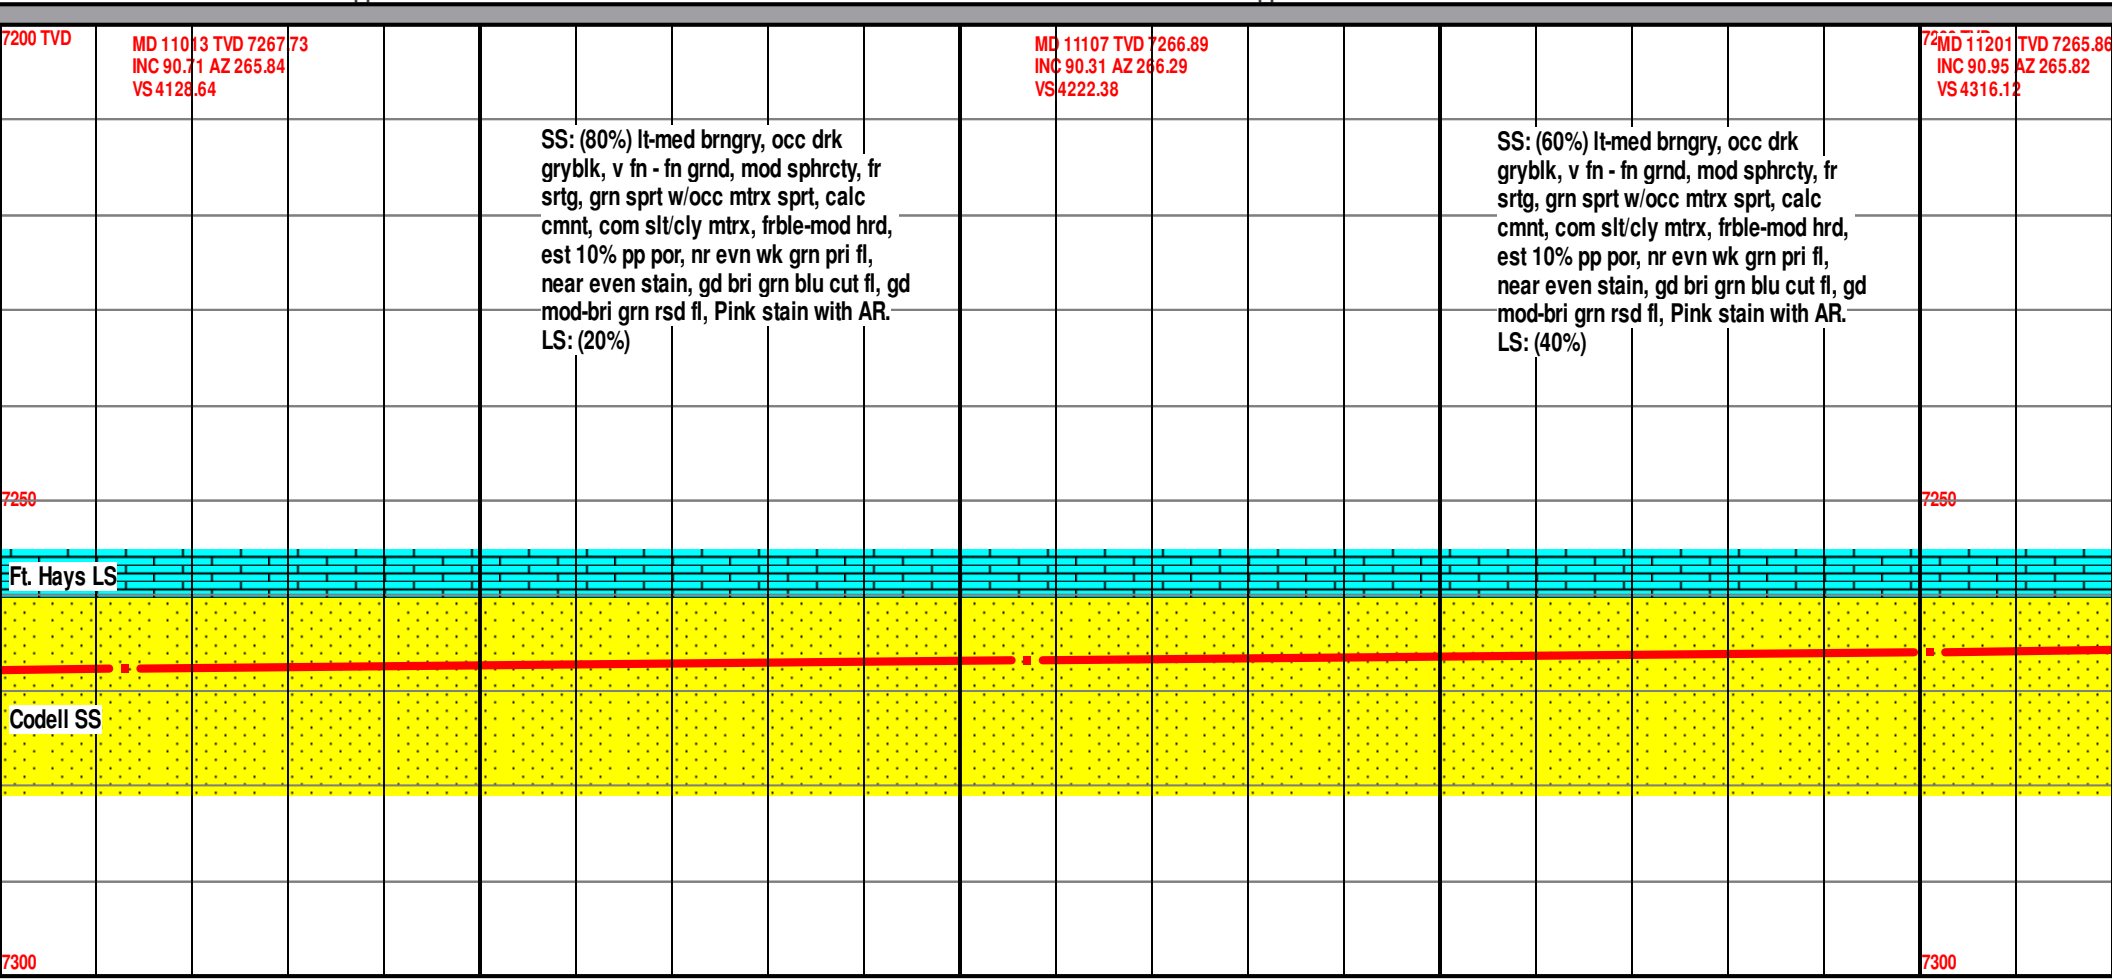 7200 TVD
MD 11013 TVD 7267.73
INC 90.71 AZ 265.84
VS 4128.64
MD 11107 TVD 7266.89
INC 90.31 AZ 266.29
VS 4222.38
7200 TVD
MD 11201 TVD 7265.86
INC 90.95 AZ 265.82
VS 4316.12
SS: (80%) lt-med brngry, occ drk
gryblk, v fn - fn grnd, mod sphrcty, fr
srtg, grn sprt w/occ mtrx sprt, calc
cmnt, com slt/cly mtrx, frble-mod hrd,
est 10% pp por, nr evn wk grn pri fl,
near even stain, gd bri grn blu cut fl, gd
mod-bri grn rsd fl, Pink stain with AR.
LS: (20%)
SS: (60%) lt-med brngry, occ drk
gryblk, v fn - fn grnd, mod sphrcty, fr
srtg, grn sprt w/occ mtrx sprt, calc
cmnt, com slt/cly mtrx, frble-mod hrd,
est 10% pp por, nr evn wk grn pri fl,
near even stain, gd bri grn blu cut fl, gd
mod-bri grn rsd fl, Pink stain with AR.
LS: (40%)
7250
7250
Ft. Hays LS
Codell SS
7300
7300